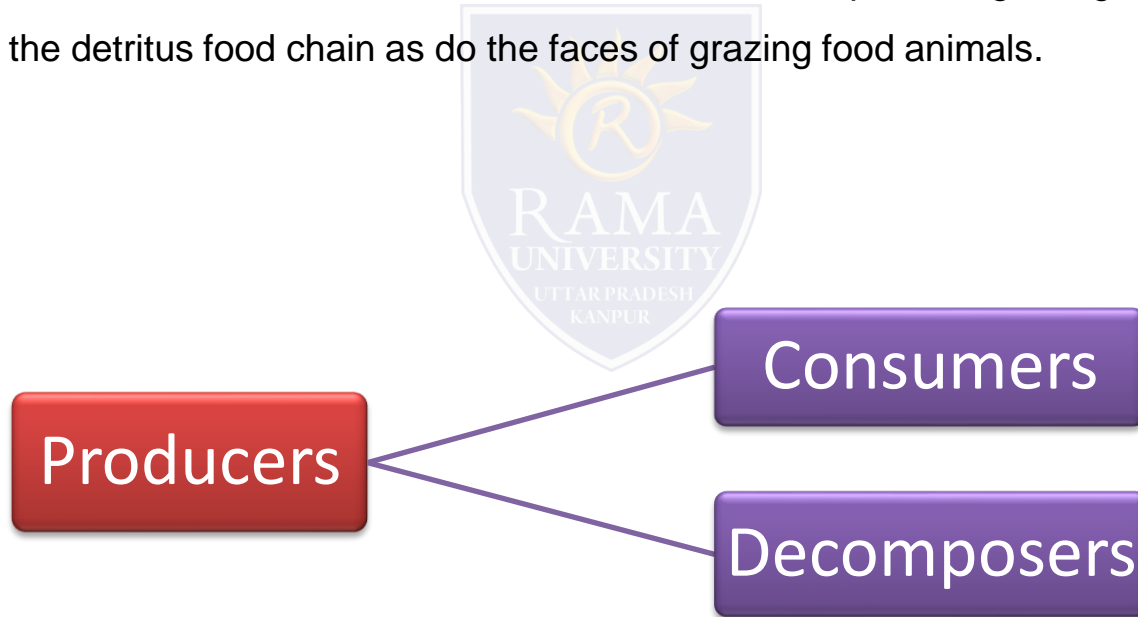 the detritus food chain as do the faces of grazing food animals.
R
RAMA
UNIVERSITY
UTTAR PRADESH
KANPUR
Consumers
Producers
Decomposers